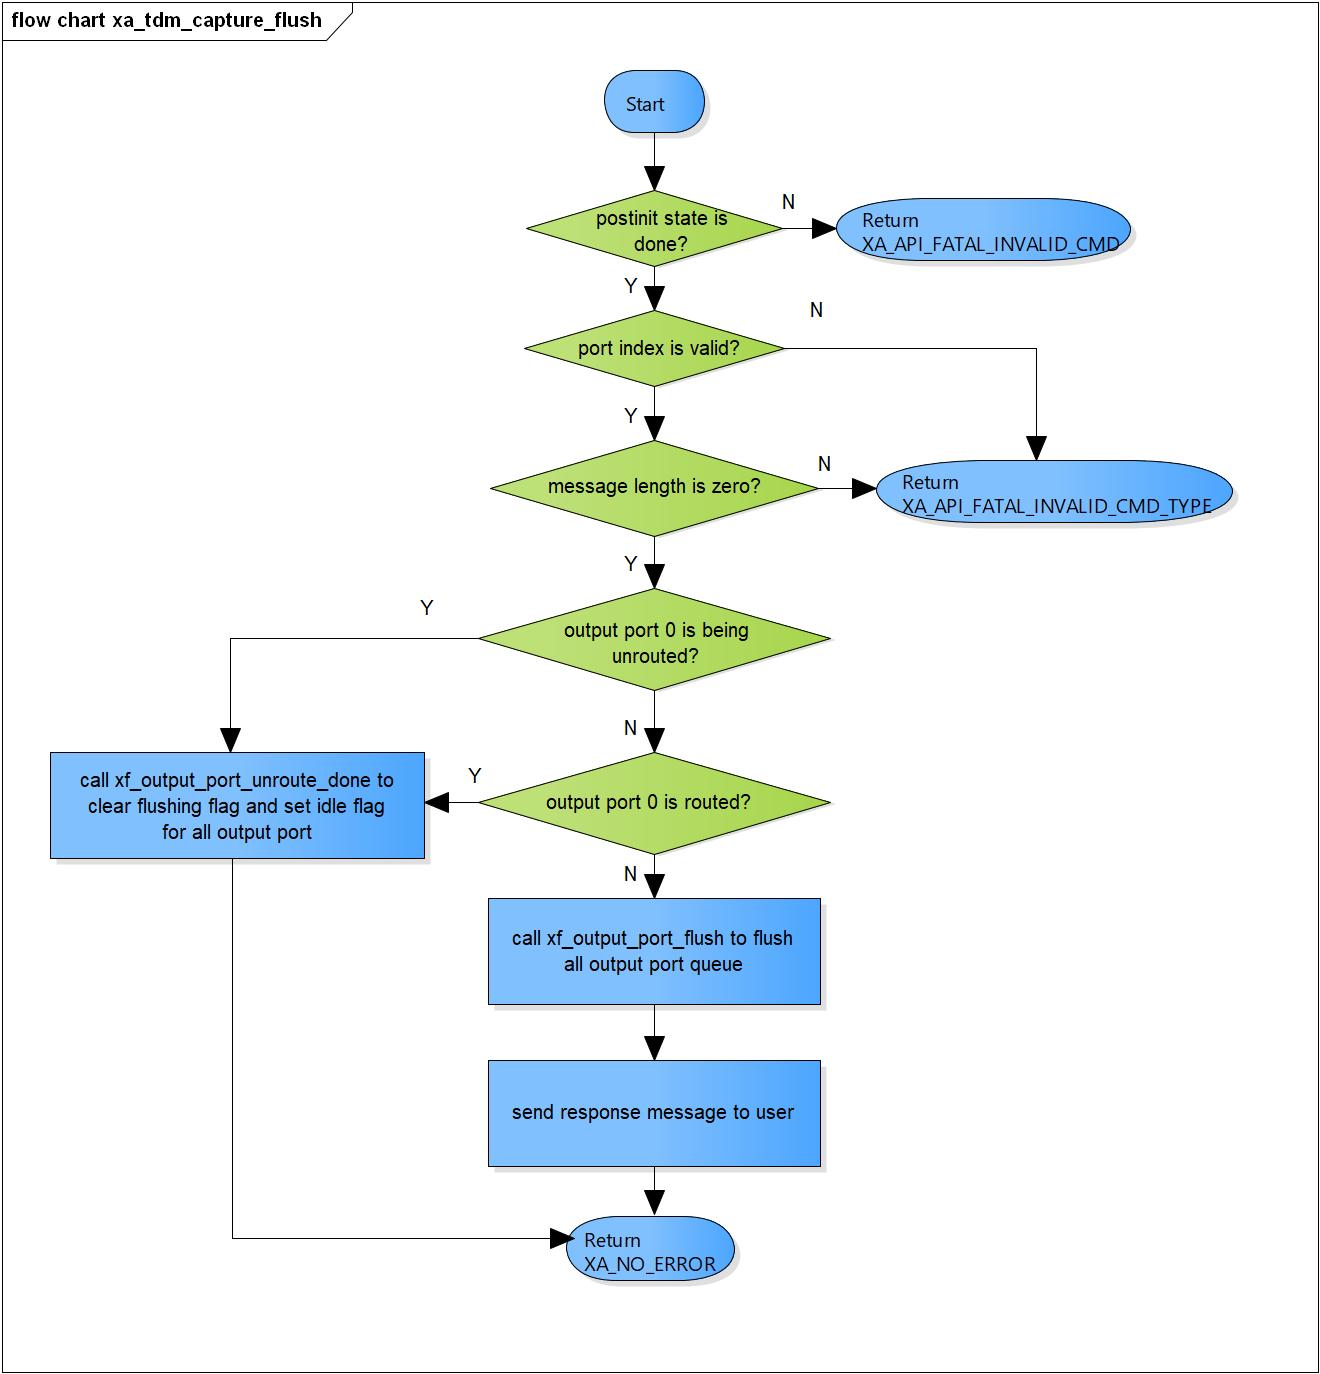 flow chart xa_tdm_capture_flush
Start
postinit state is
done?
N
Return
XA_API_FATAL_INVALID_CMD
Y
N
port index is valid?
Y
N
message length is zero?
Return
XA_API_FATAL_INVALID_CMD_TYPE
Y
Y
output port 0 is being
unrouted?
N
Y
call xf_output_port_unroute_done to
clear flushing flag and set idle flag
for all output port
output port 0 is routed?
N
call xf_output_port_flush to flush
all output port queue
send response message to user
Return
XA_NO_ERROR